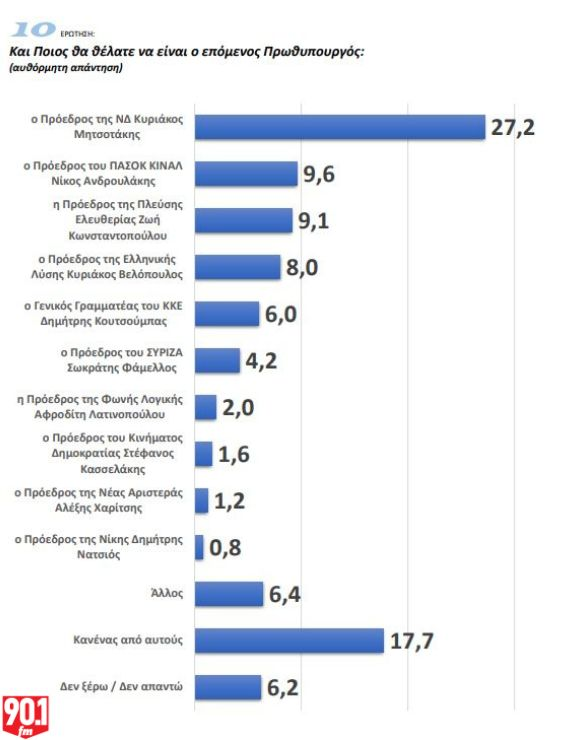 10 ΕΡΩΤΗΣΗ:
Και Ποιος θα θέλατε να είναι ο επόμενος Πρωθυπουργός:
(αυθόρμητη απάντηση)
ο Πρόεδρος της ΝΔ Κυριάκος
Μητσοτάκης
27,2
ο Πρόεδρος του ΠΑΣΟΚ ΚΙΝΑΛ
Νίκος Ανδρουλάκης
9,6
η Πρόεδρος της Πλεύσης
Ελευθερίας Ζωή
Κωνσταντοπούλου
9,1
ο Πρόεδρος της Ελληνικής
Λύσης Κυριάκος Βελόπουλος
8,0
ο Γενικός Γραμματέας του ΚΚΕ
Δημήτρης Κουτσούμπας
6,0
ο Πρόεδρος του ΣΥΡΙΖΑ
Σωκράτης Φάμελλος
4,2
η Πρόεδρος της Φωνής Λογικής
Αφροδίτη Λατινοπούλου
2,0
ο Πρόεδρος του Κινήματος
Δημοκρατίας Στέφανος
Κασσελάκης
1,6
ο Πρόεδρος της Νέας Αριστεράς
Αλέξης Χαρίτσης
1,2
ο Πρόεδρος της Νίκης Δημήτρης
Νατσιός
0,8
Άλλος
6,4
Κανένας από αυτούς
17,7
Δεν ξέρω / Δεν απαντώ
6,2
90.1
fm